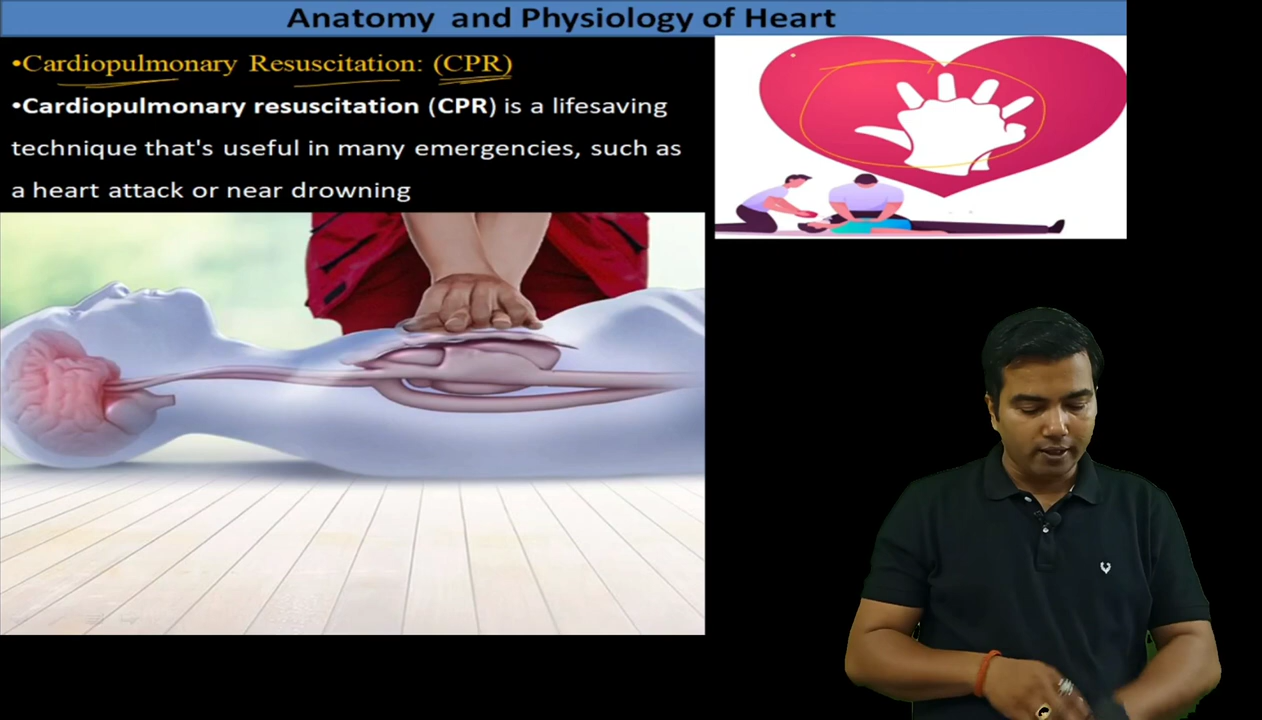 Anatomy and Physiology of Heart
•Cardiopulmonary Resuscitation: (CPR)
•Cardiopulmonary resuscitation (CPR) is a lifesaving
technique that's useful in many emergencies, such as
a heart attack or near drowning